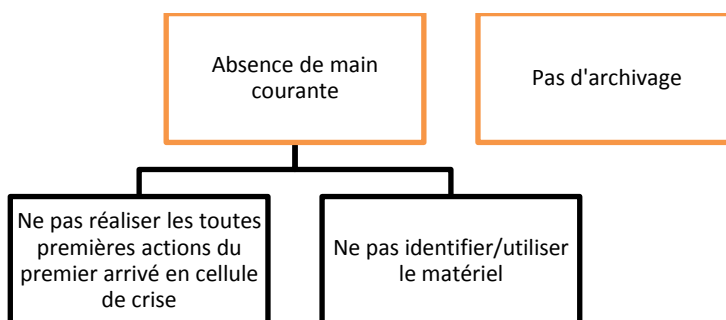 Absence de main
courante
Pas d'archivage
Ne pas réaliser les toutes
premières actions du
premier arrivé en cellule
de crise
Ne pas identifier/utiliser
le matériel